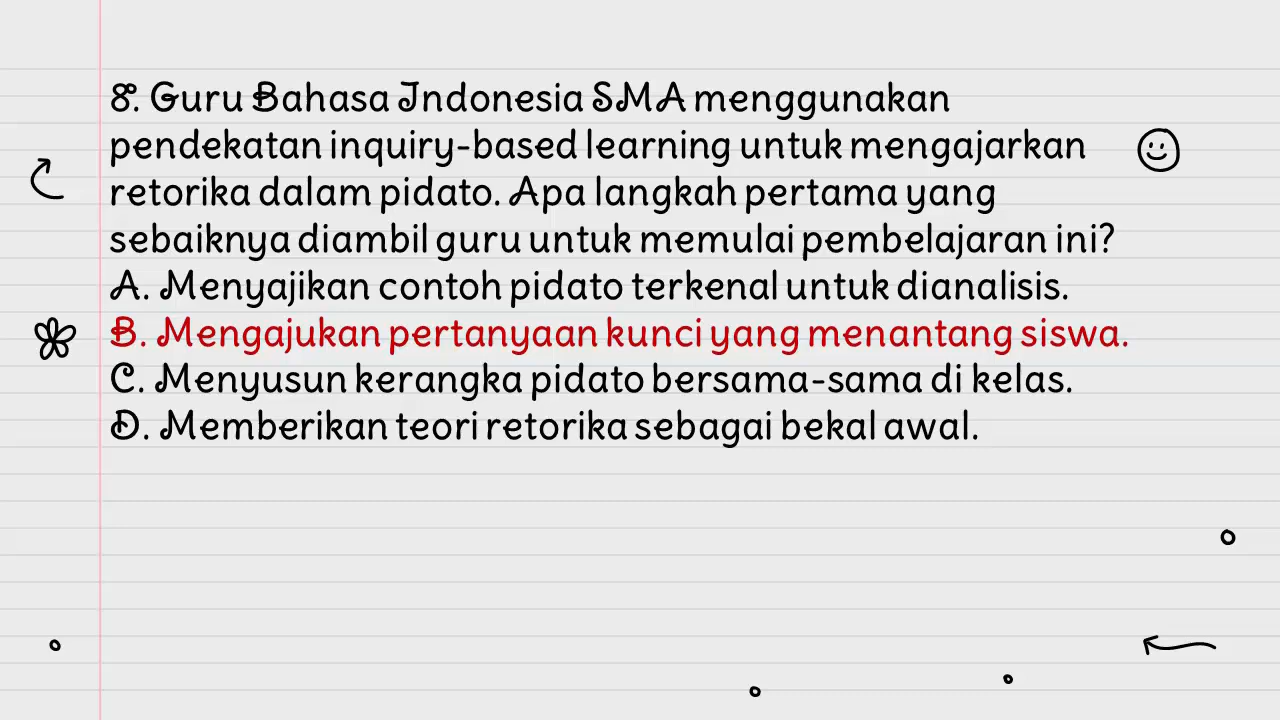 8. Guru Bahasa Indonesia SMA menggunakan
pendekatan inquiry-based learning untuk mengajarkan
retorika dalam pidato. Apa langkah pertama yang
sebaiknya diambil guru untuk memulai pembelajaran ini?
A. Menyajikan contoh pidato terkenal untuk dianalisis.
B. Mengajukan pertanyaan kunci yang menantang siswa.
C. Menyusun kerangka pidato bersama-sama di kelas.
D. Memberikan teori retorika sebagai bekal awal.